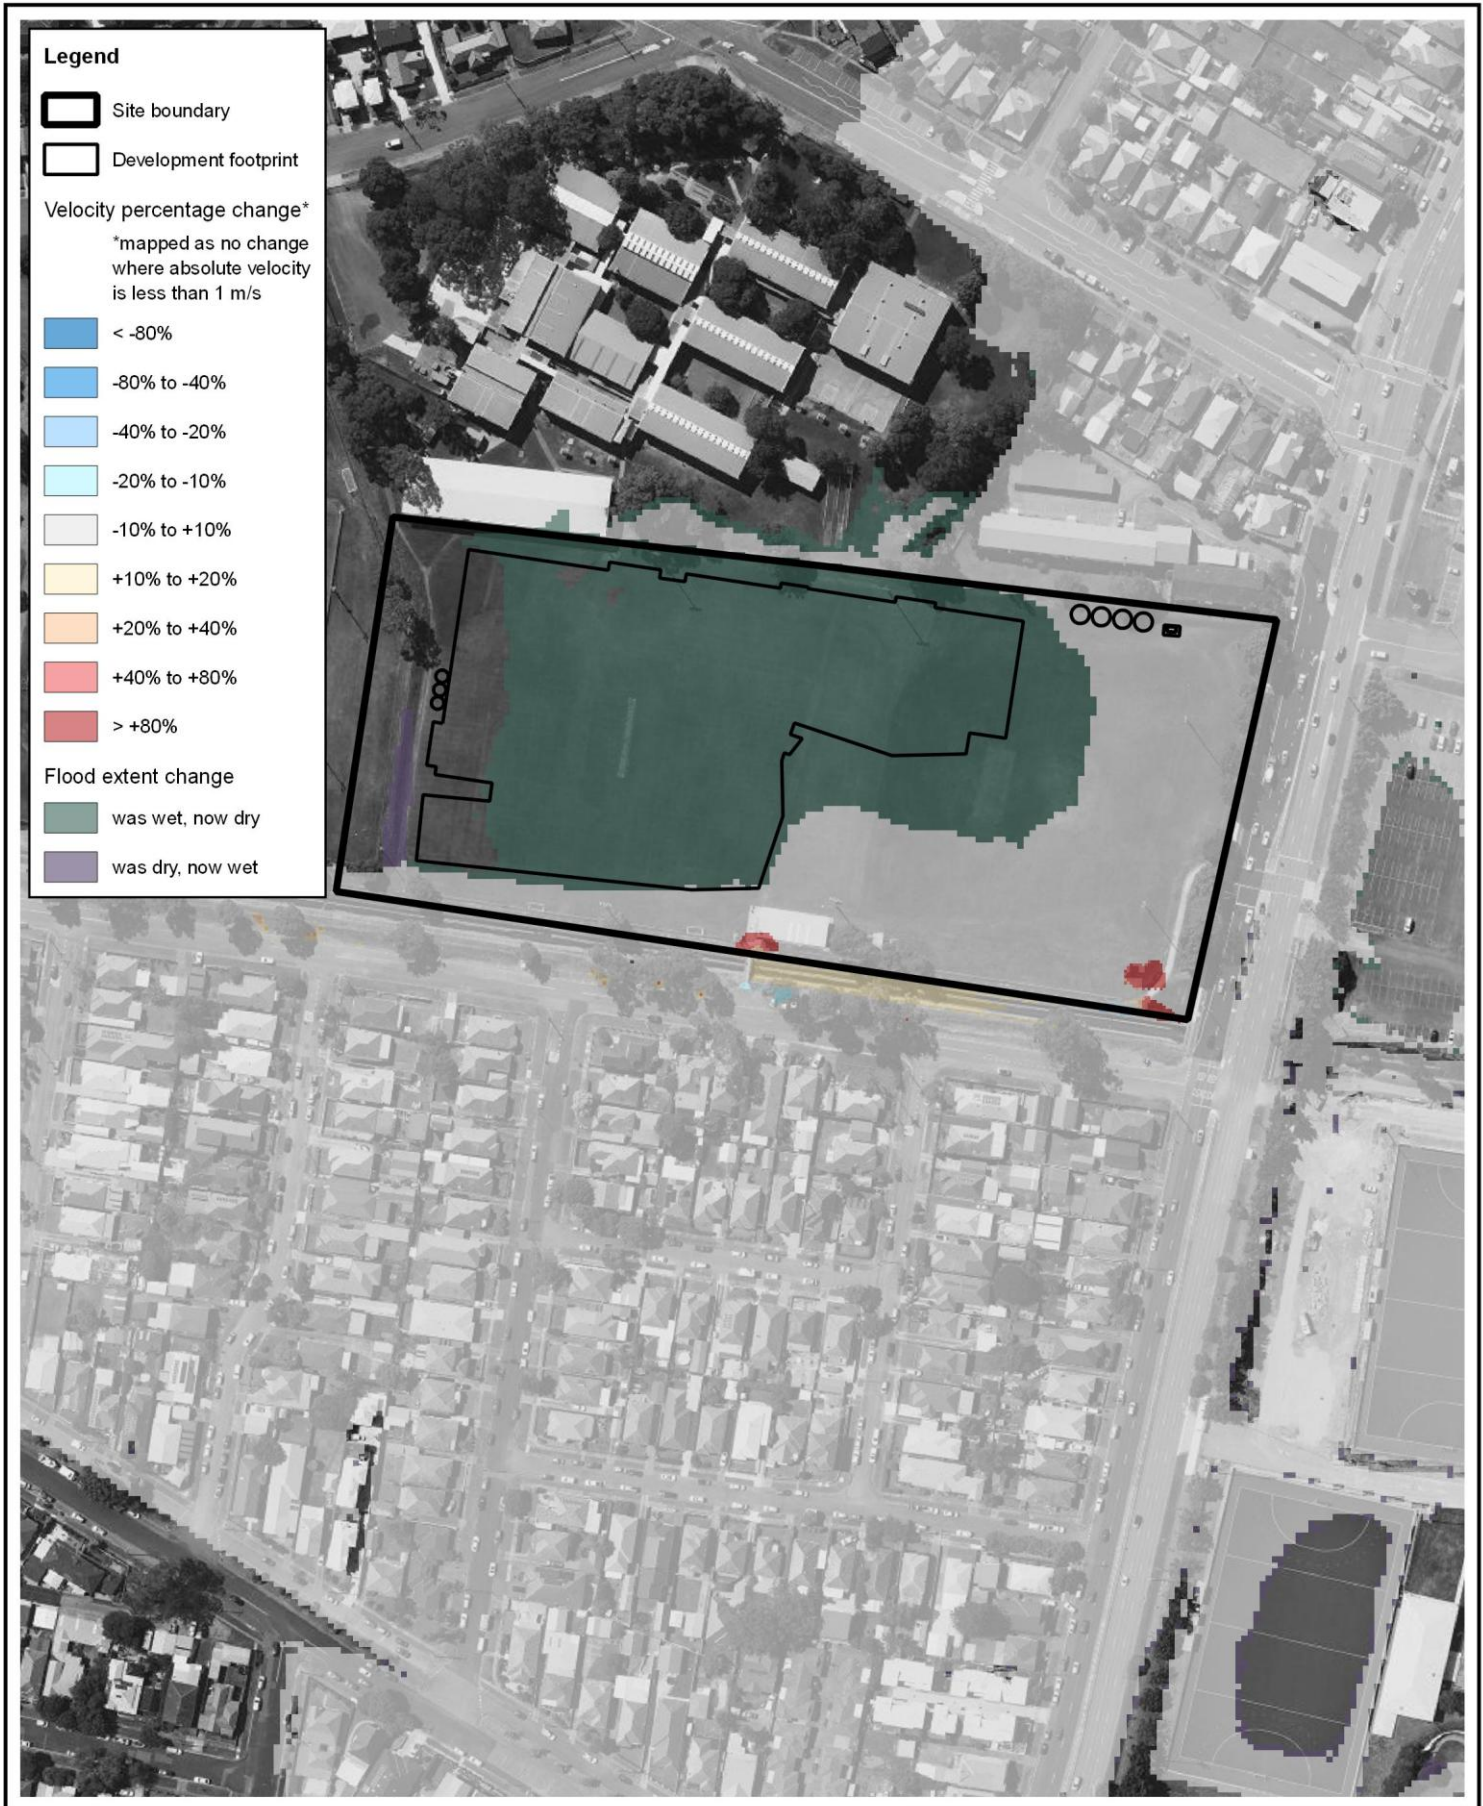 Legend
Site boundary
Development footprint
Velocity percentage change*
*mapped as no change
where absolute velocity
is less than 1 m/s
< -80%
-80% to -40%
-40% to -20%
-20% to -10%
-10% to +10%
+10% to +20%
+20% to +40%
+40% to +80%
> +80%
Flood extent change
was wet, now dry
was dry, now wet